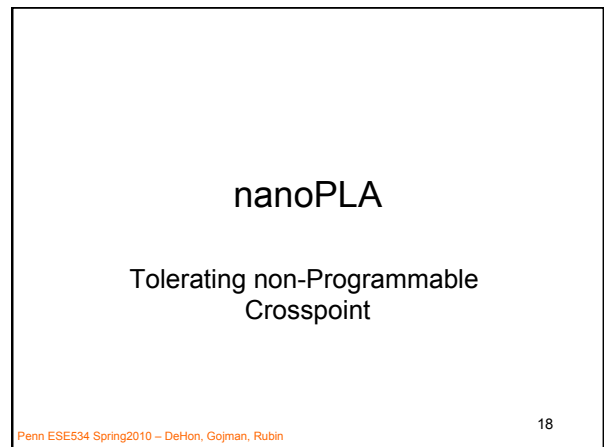 nanoPLA
Tolerating non-Programmable
Crosspoint
18
Penn ESE534 Spring2010 – DeHon, Gojman, Rubin